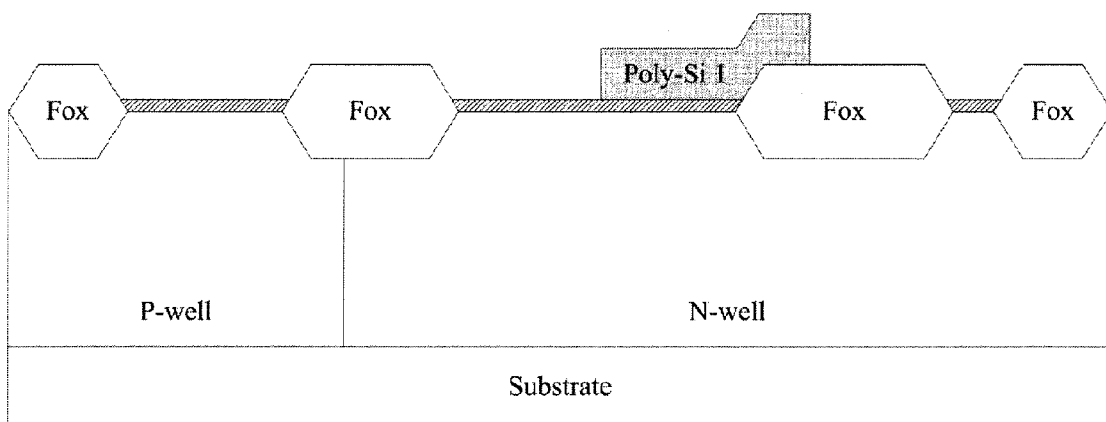 Poly-Si 1
Fox
Fox
Fox
Fox
P-well
N-well
Substrate